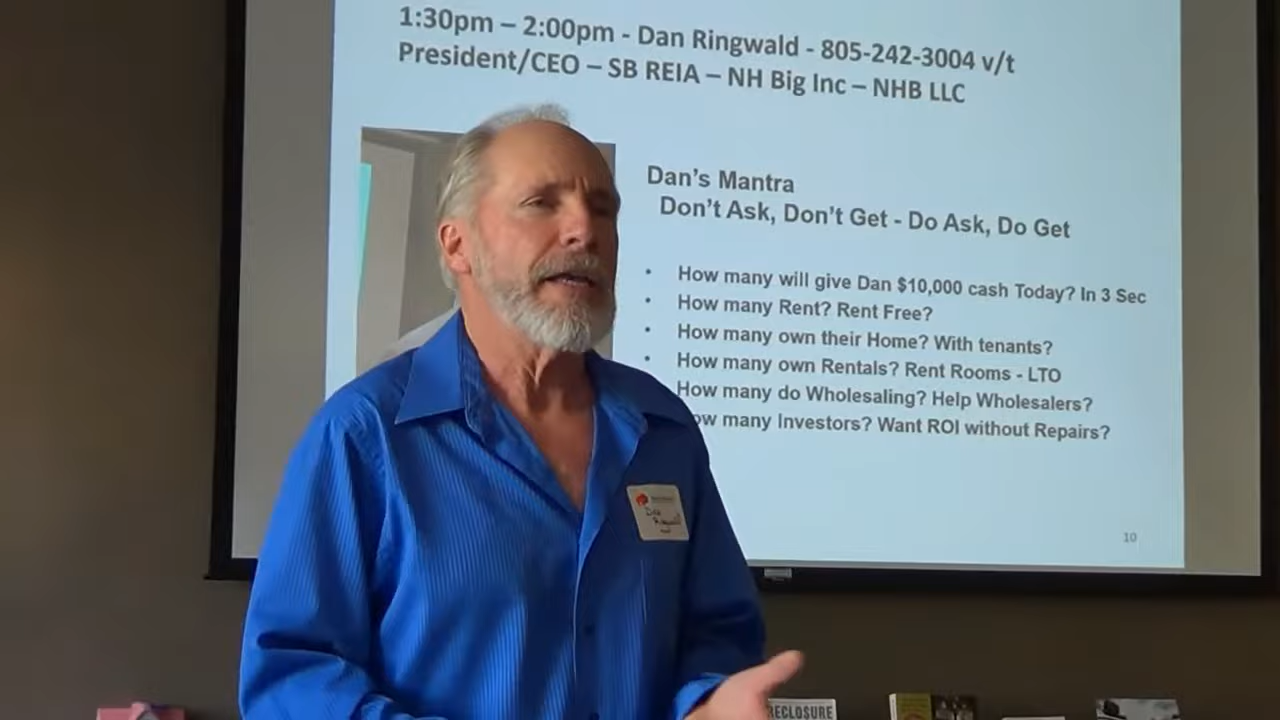 1:30pm – 2:00pm - Dan Ringwald - 805-242-3004 v/t
President/CEO – SB REIA – NH Big Inc – NHB LLC
Dan's Mantra
Don't Ask, Don't Get - Do Ask, Do Get
• How many will give Dan $10,000 cash Today? In 3 Sec
• How many Rent? Rent Free?
• How many own their Home? With tenants?
• How many own Rentals? Rent Rooms - LTO
How many do Wholesaling? Help Wholesalers?
ow many Investors? Want ROI without Repairs?
10
Dan
Ringwald
RECLOSURE